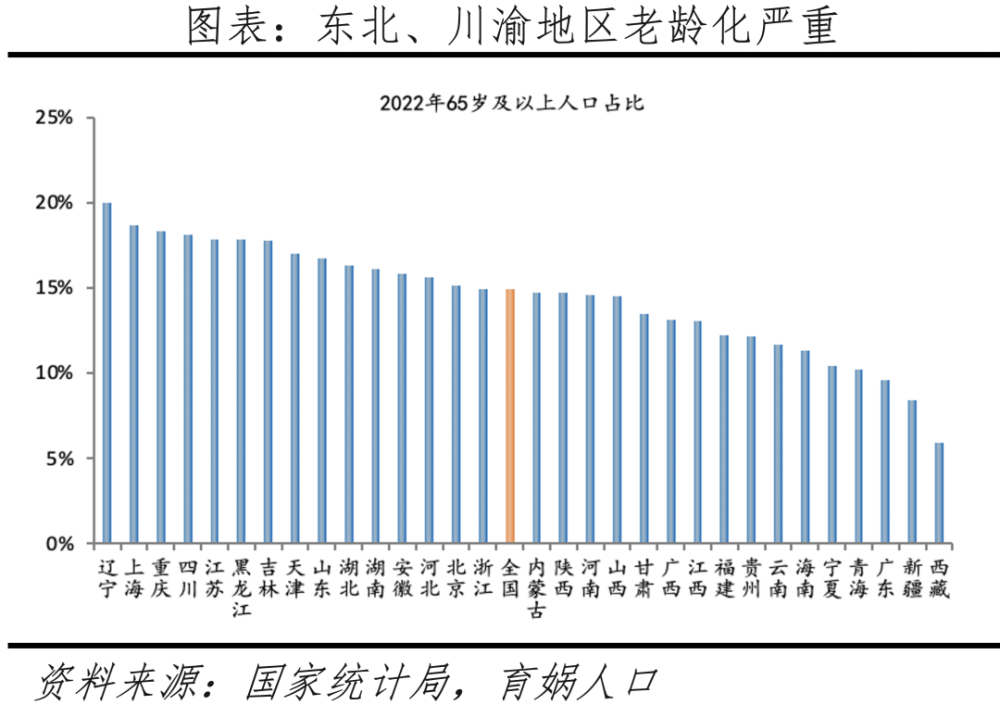 图表：东北、川渝地区老龄化严重
2022年65岁及以上人口占比
25%
20%
15%
10%
5%
0%
辽宁 上海 重庆 四川 江苏 黑龙江 吉林 天津 山东 湖北 湖南 安徽 河北 北京 浙江 全国 内蒙古 陕西 河南 山西 甘肃 广西 江西 福建 贵州 云南 海南 宁夏 青海 广东 新疆 西藏
资料来源：国家统计局，育娲人口